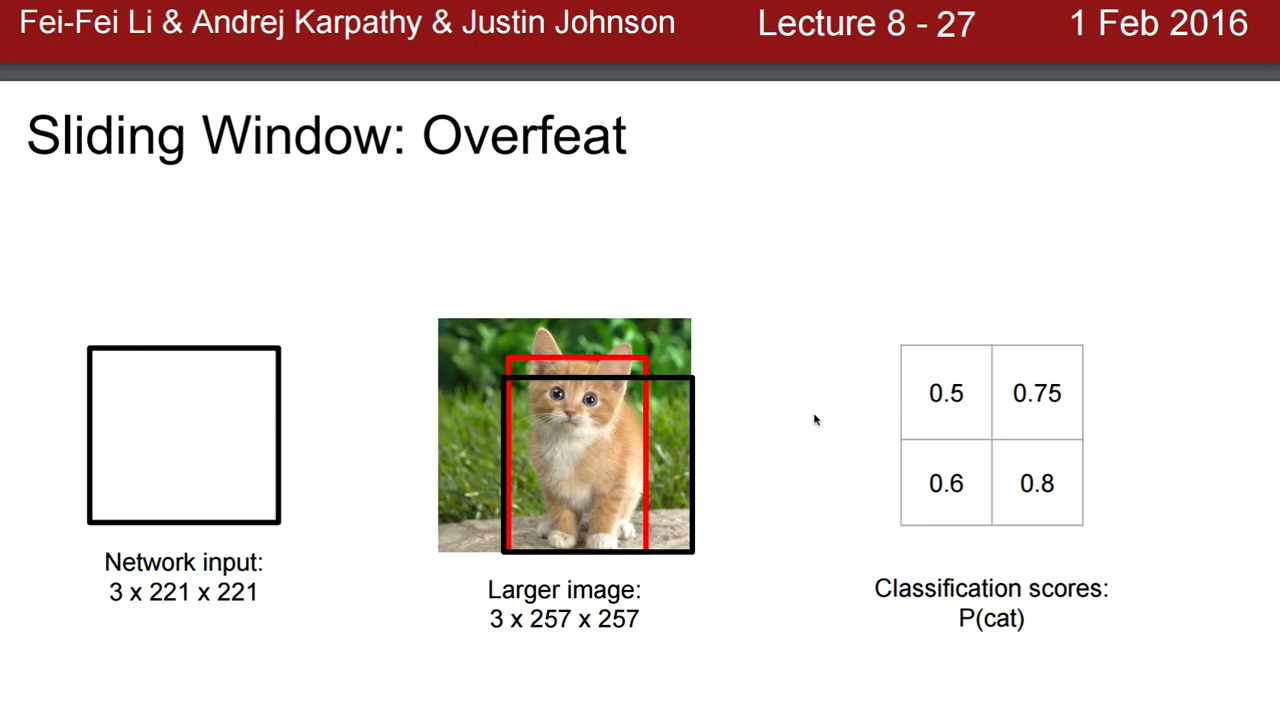 Fei-Fei Li & Andrej Karpathy & Justin Johnson Lecture 8 - 27 1 Feb 2016
Sliding Window: Overfeat
0.5 0.75
0.6 0.8
Network input:
3 x 221 x 221
Larger image:
3 x 257 x 257
Classification scores:
P(cat)